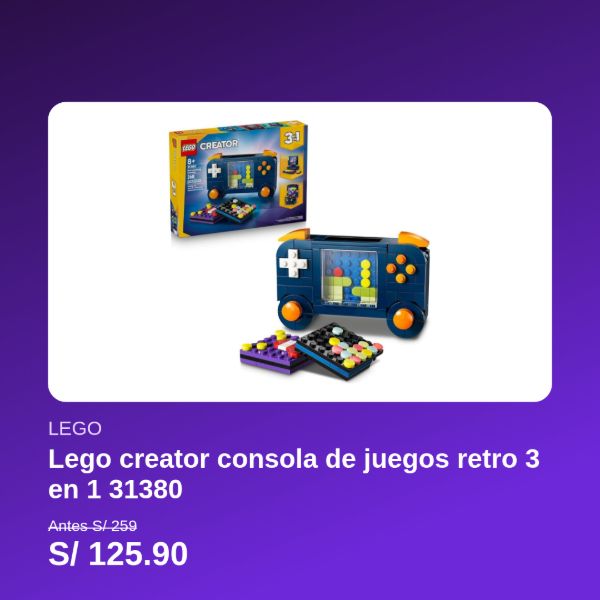 LEGO
CREATOR
3in1
8+
LEGO
Lego creator consola de juegos retro 3
en 1 31380
Antes S/ 259
S/ 125.90